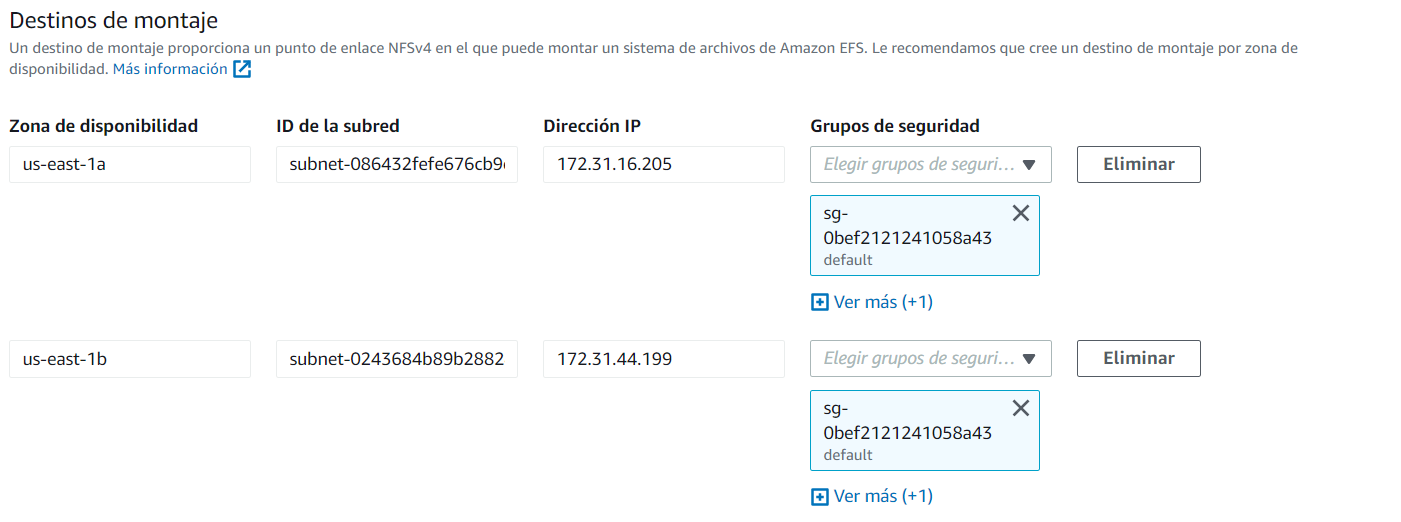 Destinos de montaje
Un destino de montaje proporciona un punto de enlace NFSv4 en el que puede montar un sistema de archivos de Amazon EFS. Le recomendamos que cree un destino de montaje por zona de
disponibilidad. Más información
Zona de disponibilidad ID de la subred Dirección IP Grupos de seguridad
us-east-1a subnet-086432fefe676cb9 172.31.16.205 Elegir grupos de seguri... Eliminar
sg-
0bef2121241058a43
default
Ver más (+1)
us-east-1b subnet-0243684b89b2882 172.31.44.199 Elegir grupos de seguri... Eliminar
sg-
0bef2121241058a43
default
Ver más (+1)